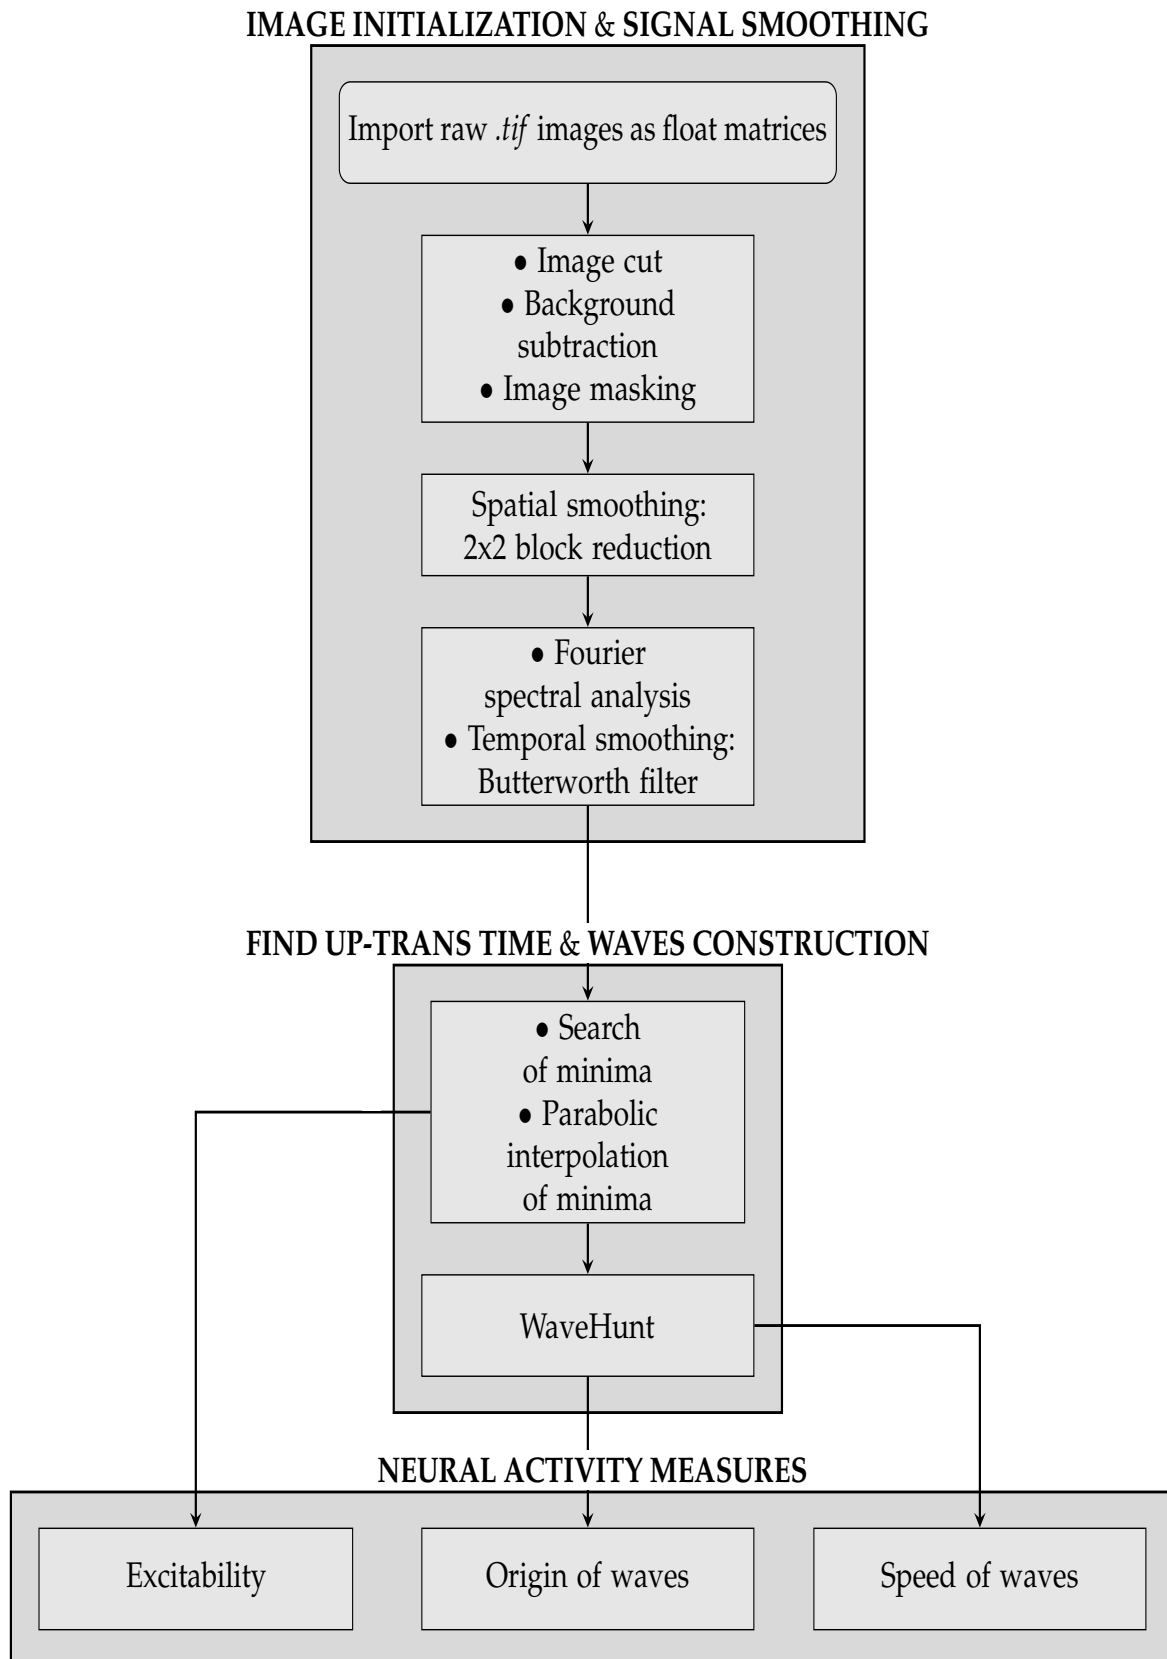 IMAGE INITIALIZATION & SIGNAL SMOOTHING
Import raw .tif images as float matrices
• Image cut
• Background
subtraction
• Image masking
Spatial smoothing:
2x2 block reduction
• Fourier
spectral analysis
• Temporal smoothing:
Butterworth filter
FIND UP-TRANS TIME & WAVES CONSTRUCTION
• Search
of minima
• Parabolic
interpolation
of minima
WaveHunt
NEURAL ACTIVITY MEASURES
Excitability
Origin of waves
Speed of waves